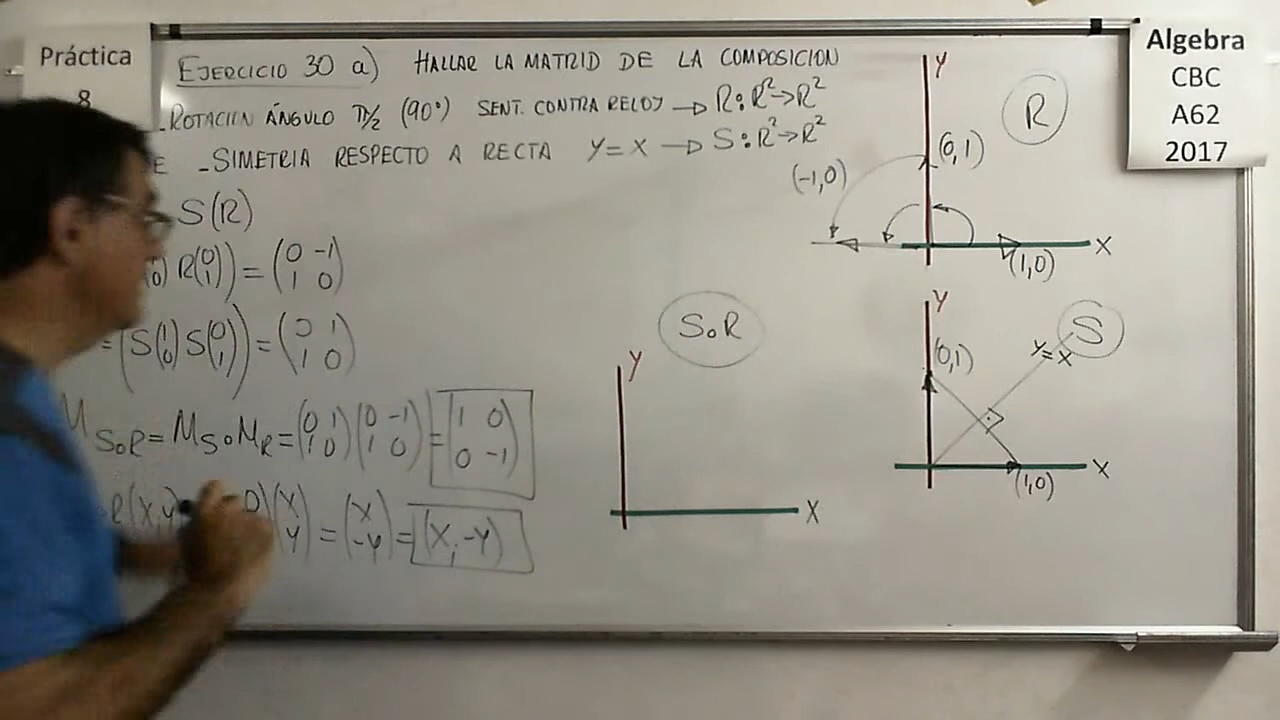 Práctica
8
EJERCICIO 30 a) HALLAR LA MATRID DE LA COMPOSICION
- ROTACION ÁNGULO π/2 (90°) SENT. CONTRA RELOJ → R: R² → R²
E - SIMETRIA RESPECTO A RECTA Y=X → S: R² → R²
S(R)
R(0 1)) = (0 -1
1 0)
= (S(1 0) S(0 1)) = (0 1
1 0)
M SoR = M S o M R = (0 1
1 0) (0 -1
1 0) = (1 0
0 -1)
R(X,Y) 0) (X
Y) = (X
-Y) = (X, -Y)
SoR
Y
X
Y
R
(0,1)
(-1,0)
X
(1,0)
Y
S
Y=X
(0,1)
X
(1,0)
Algebra
CBC
A62
2017